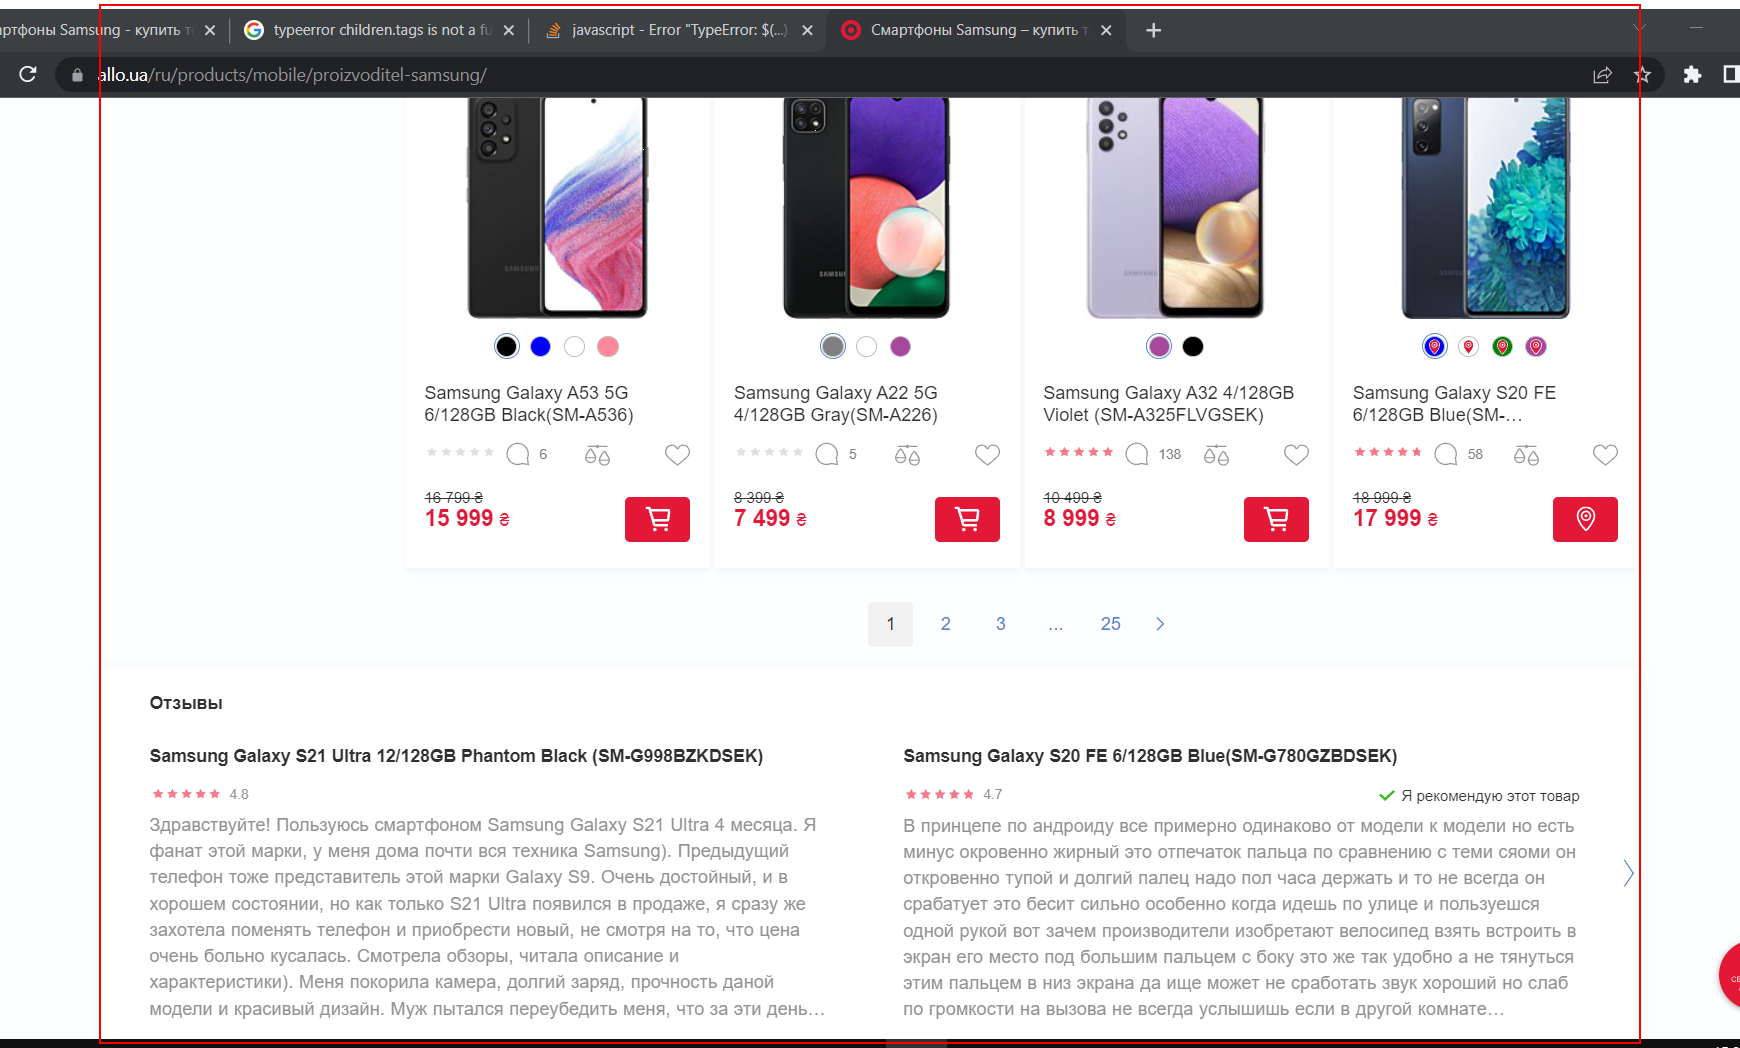 ртфоны Samsung - купить т
typeerror children.tags is not a fu
javascript - Error "TypeError: $(...).
Смартфоны Samsung – купить т
allo.ua/ru/products/mobile/proizvoditel-samsung/
SAMSUNG
SAMSUNG
SAMSUNG
SAMSUNG
Samsung Galaxy A53 5G
6/128GB Black(SM-A536)
6
16 799 ₴
15 999 ₴
Samsung Galaxy A22 5G
4/128GB Gray(SM-A226)
5
8 399 ₴
7 499 ₴
Samsung Galaxy A32 4/128GB
Violet (SM-A325FLVGSEK)
138
10 499 ₴
8 999 ₴
Samsung Galaxy S20 FE
6/128GB Blue(SM-…
58
18 999 ₴
17 999 ₴
1 2 3 ... 25
Отзывы
Samsung Galaxy S21 Ultra 12/128GB Phantom Black (SM-G998BZKDSEK)
4.8
Здравствуйте! Пользуюсь смартфоном Samsung Galaxy S21 Ultra 4 месяца. Я
фанат этой марки, у меня дома почти вся техника Samsung). Предыдущий
телефон тоже представитель этой марки Galaxy S9. Очень достойный, и в
хорошем состоянии, но как только S21 Ultra появился в продаже, я сразу же
захотела поменять телефон и приобрести новый, не смотря на то, что цена
очень больно кусалась. Смотрела обзоры, читала описание и
характеристики). Меня покорила камера, долгий заряд, прочность даной
модели и красивый дизайн. Муж пытался переубедить меня, что за эти день…
Samsung Galaxy S20 FE 6/128GB Blue(SM-G780GZBDSEK)
4.7
Я рекомендую этот товар
В принцепе по андроиду все примерно одинаково от модели к модели но есть
минус окровенно жирный это отпечаток пальца по сравнению с теми сяоми он
откровенно тупой и долгий палец надо пол часа держать и то не всегда он
срабатует это бесит сильно особенно когда идешь по улице и пользуешся
одной рукой вот зачем производители изобретают велосипед взять встроить в
экран его место под большим пальцем с боку это же так удобно а не тянуться
этим пальцем в низ экрана да ище может не сработать звук хороший но слаб
по громкости на вызова не всегда услышишь если в другой комнате…